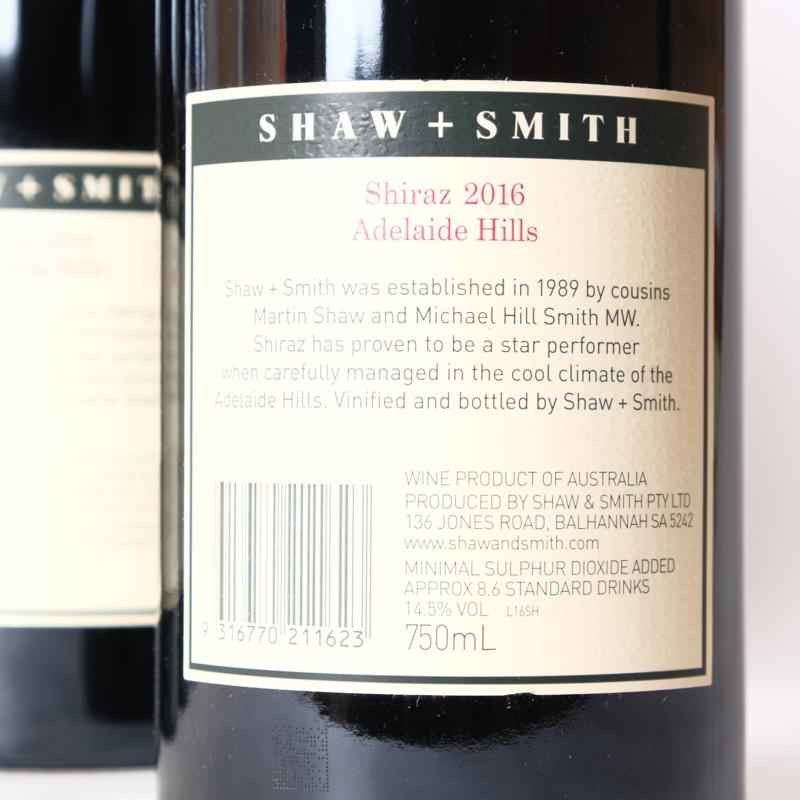 SHAW + SMITH
Shiraz 2016
Adelaide Hills
Shaw + Smith was established in 1989 by cousins
Martin Shaw and Michael Hill Smith MW.
Shiraz has proven to be a star performer
when carefully managed in the cool climate of the
Adelaide Hills. Vinified and bottled by Shaw + Smith.
WINE PRODUCT OF AUSTRALIA
PRODUCED BY SHAW & SMITH PTY LTD
136 JONES ROAD, BALHANNAH SA 5242
www.shawandsmith.com
MINIMAL SULPHUR DIOXIDE ADDED
APPROX 8.6 STANDARD DRINKS
14.5% VOL L16SH
750mL
9 316770 211623
+ SMIT